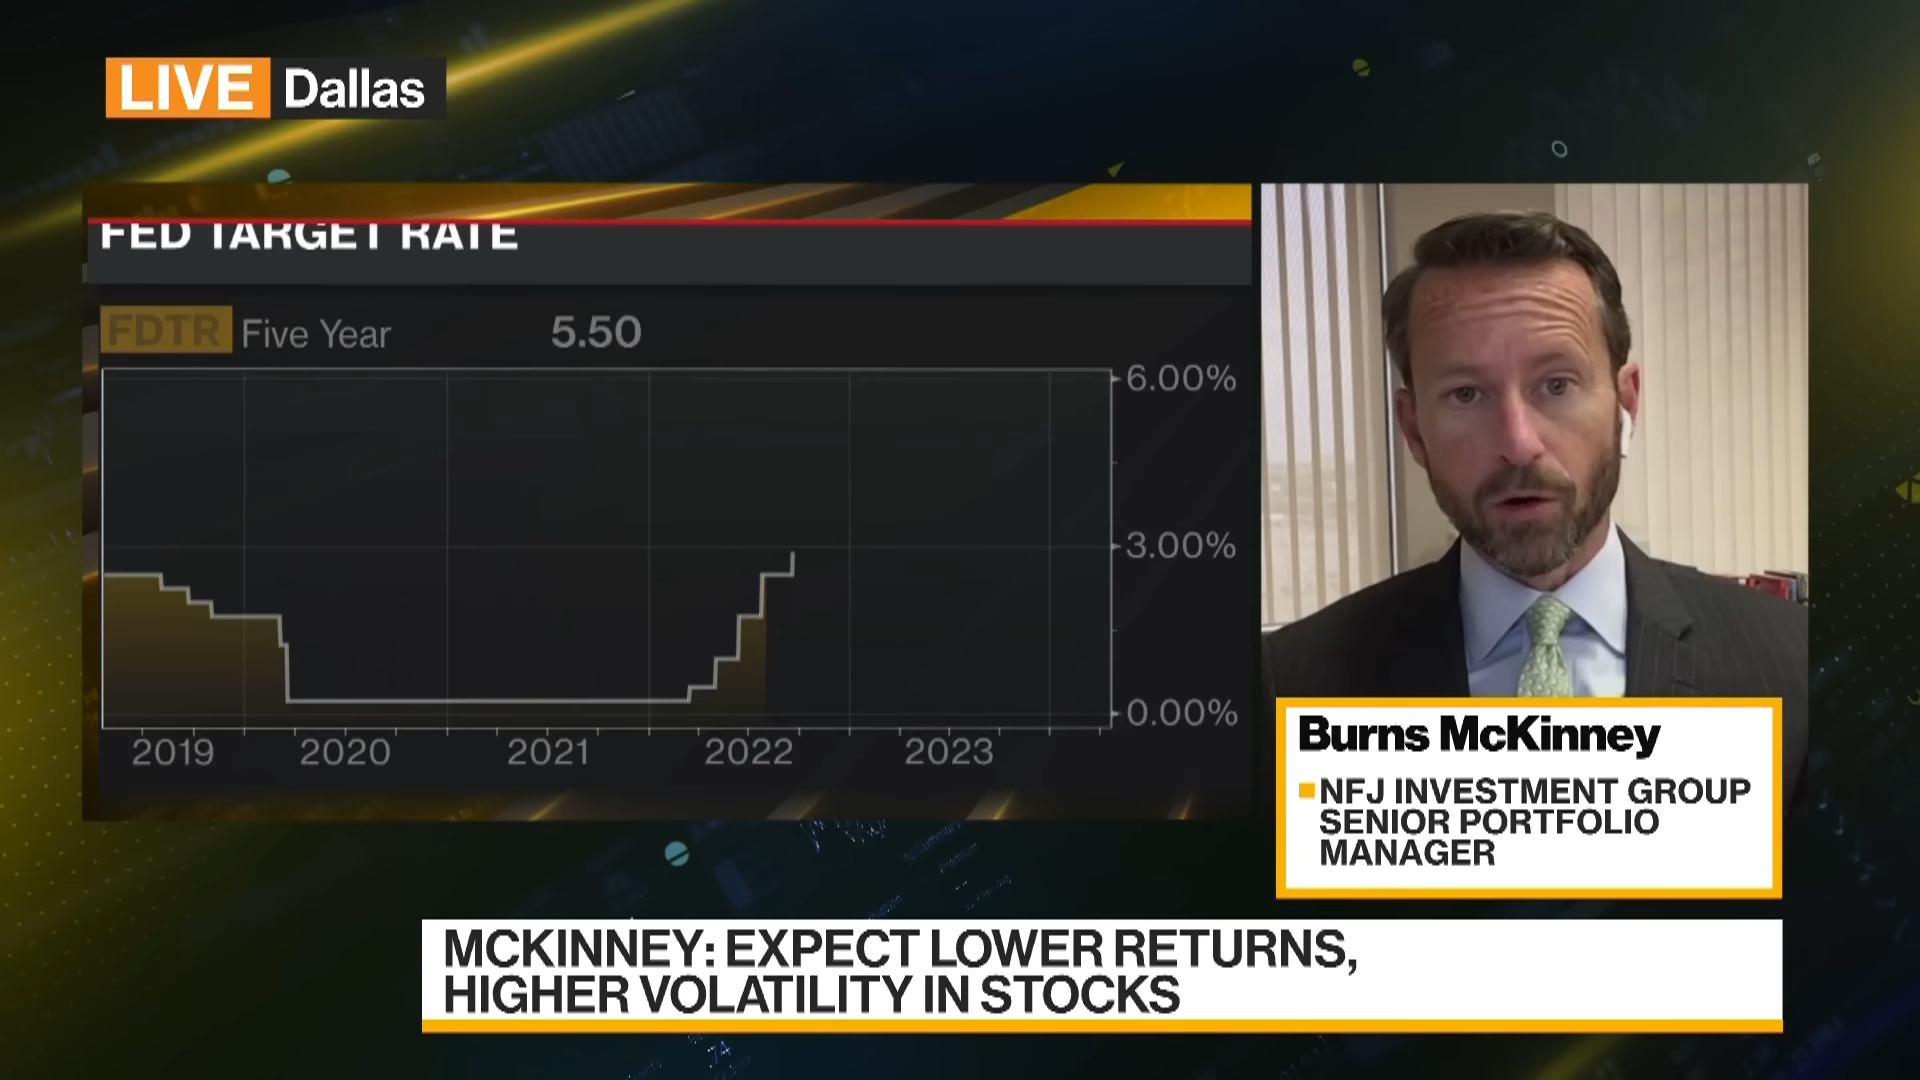 LIVE Dallas
FED TARGET RATE
FDTR Five Year 5.50
6.00%
3.00%
0.00%
2019 2020 2021 2022 2023
Burns McKinney
NFJ INVESTMENT GROUP
SENIOR PORTFOLIO
MANAGER
MCKINNEY: EXPECT LOWER RETURNS,
HIGHER VOLATILITY IN STOCKS
74